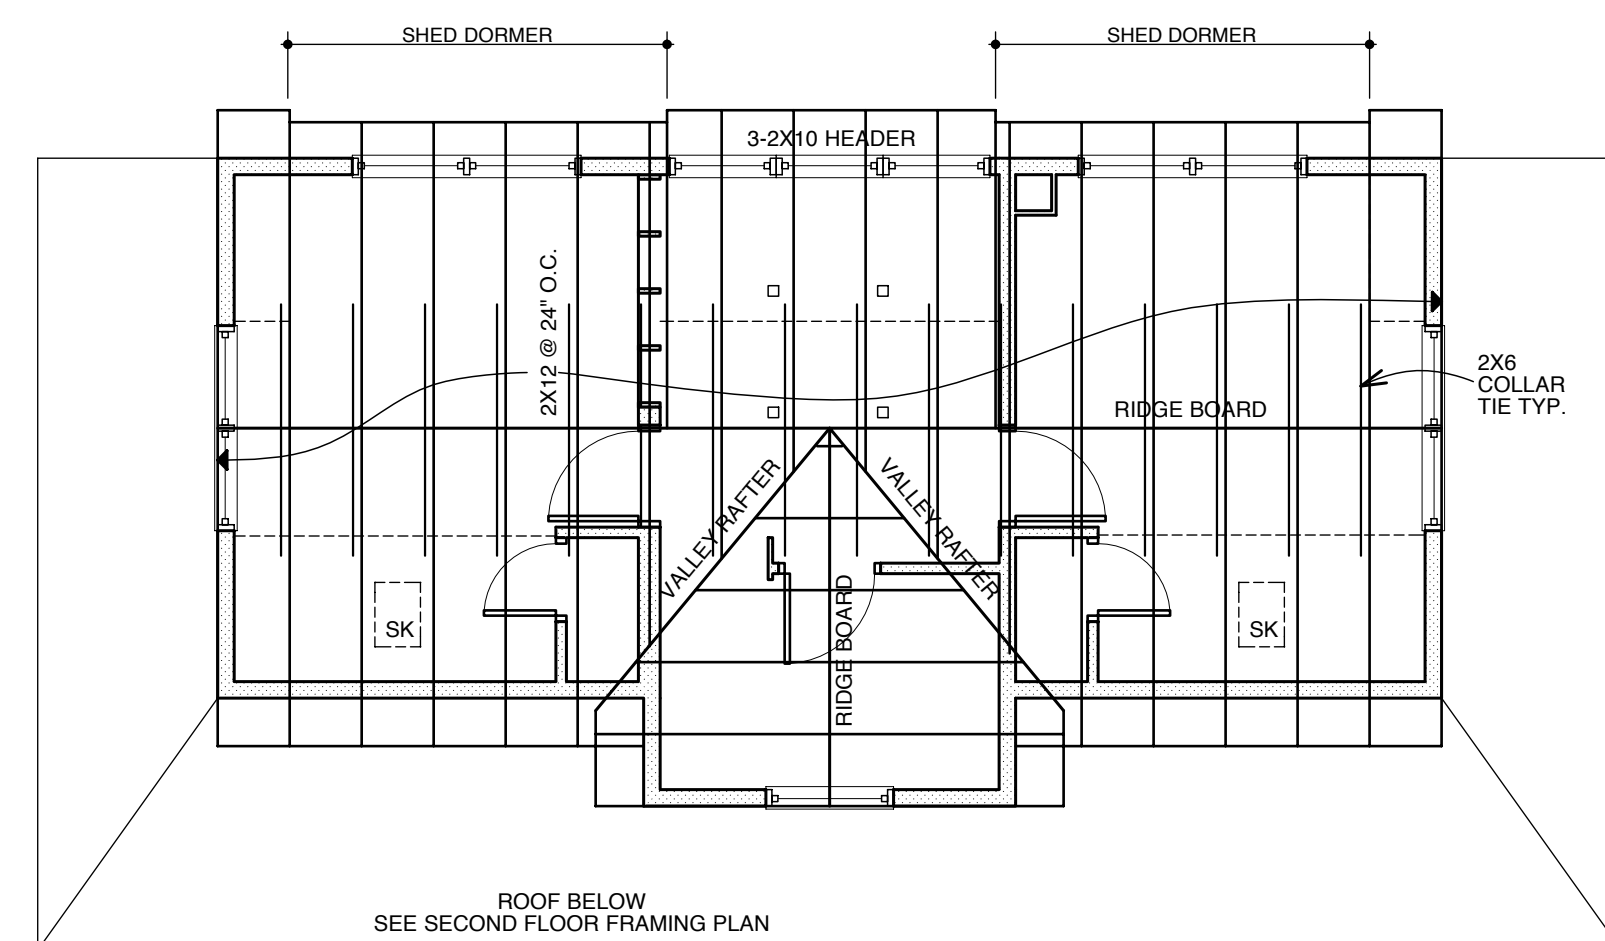 SHED DORMER
SHED DORMER
3-2X10 HEADER
2X12 @ 24" O.C.
2X6
COLLAR
TIE TYP.
RIDGE BOARD
VALLEY RAFTER
VALLEY RAFTER
RIDGE BOARD
SK
SK
ROOF BELOW
SEE SECOND FLOOR FRAMING PLAN